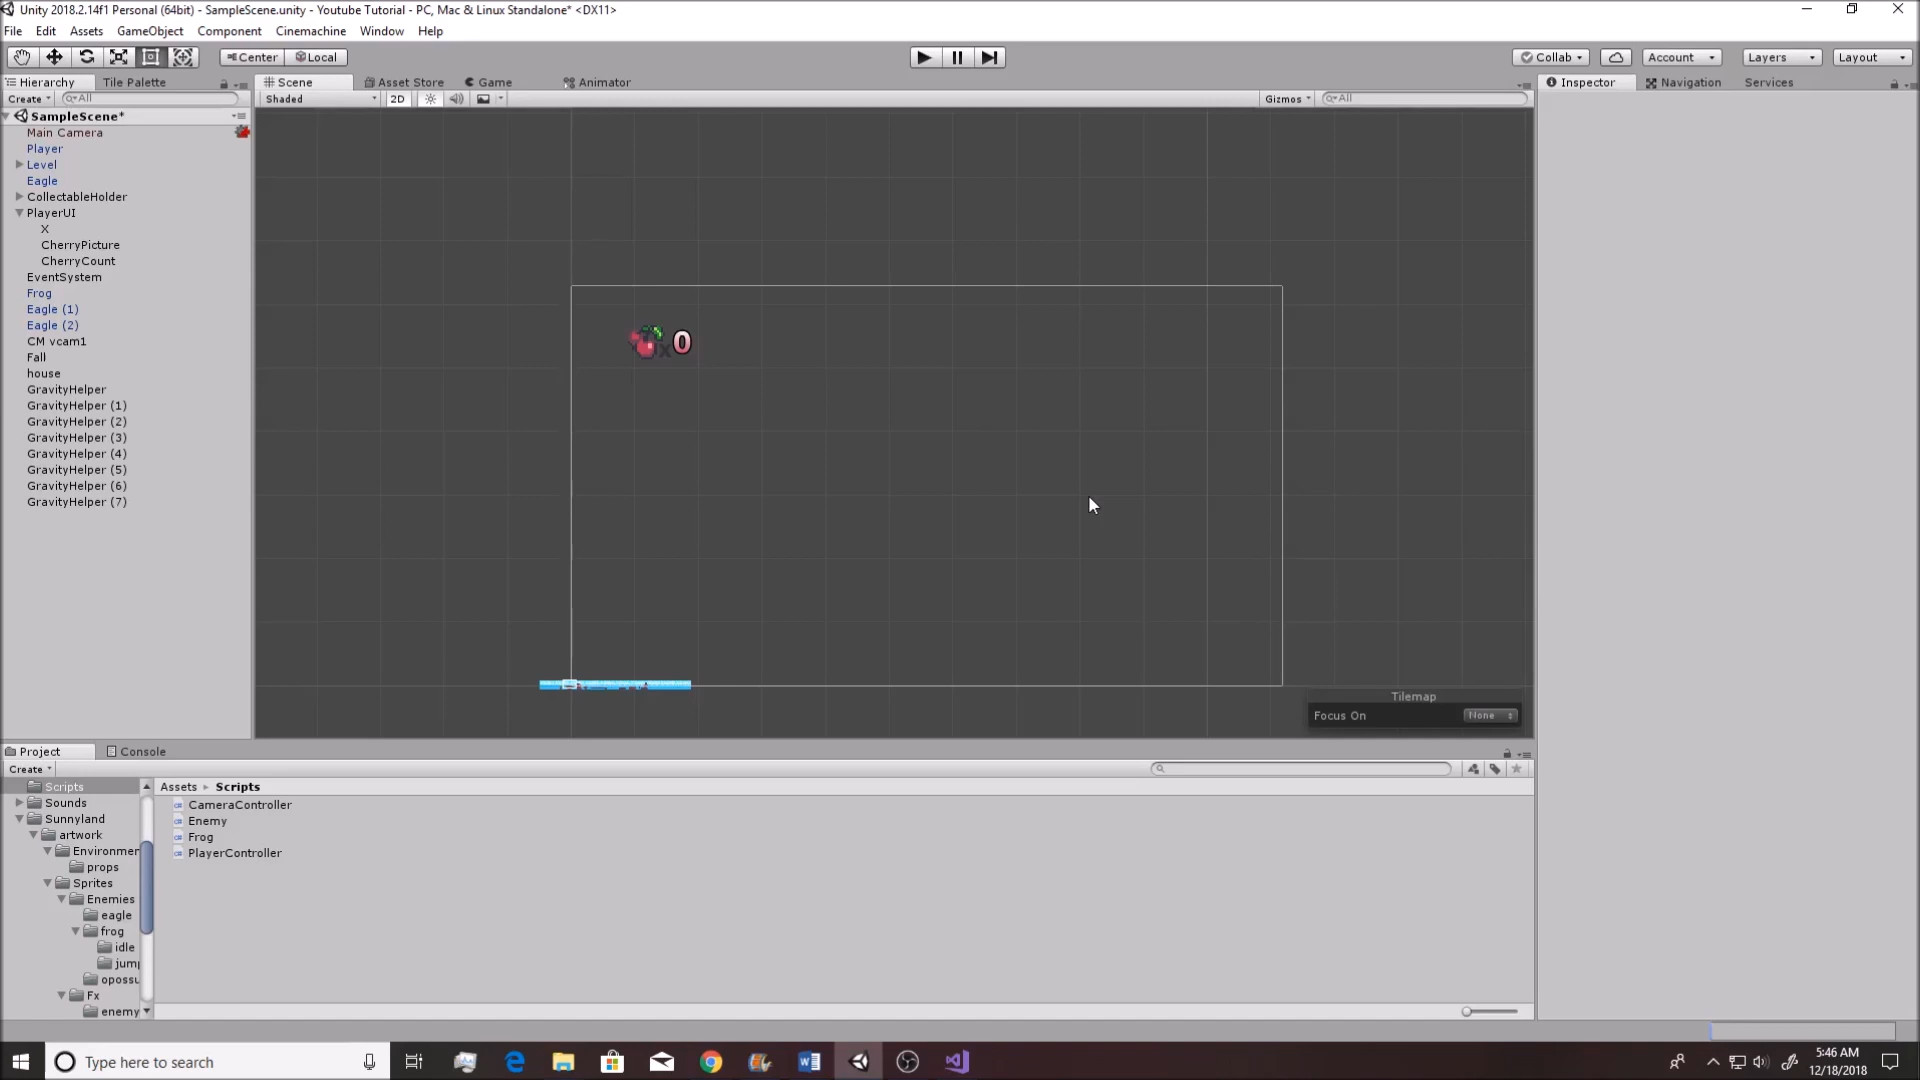 Unity 2018.2.14f1 Personal (64bit) - SampleScene.unity - Youtube Tutorial - PC, Mac & Linux Standalone* <DX11>
File Edit Assets GameObject Component Cinemachine Window Help
Center Local Collab Account Layers Layout
Hierarchy Tile Palette Scene Asset Store Game Animator Inspector Navigation Services
Create All Shaded 2D Gizmos All
SampleScene*
Main Camera
Player
Level
Eagle
CollectableHolder
PlayerUI
X
CherryPicture
CherryCount
EventSystem
Frog
Eagle (1)
Eagle (2)
CM vcam1
Fall
house
GravityHelper
GravityHelper (1)
GravityHelper (2)
GravityHelper (3)
GravityHelper (4)
GravityHelper (5)
GravityHelper (6)
GravityHelper (7)
x 0
Tilemap
Focus On None
Project Console
Create
Scripts
Sounds
Sunnyland
artwork
Environmer
props
Sprites
Enemies
eagle
frog
idle
jump
opossu
Fx
enemy
Assets Scripts
CameraController
Enemy
Frog
PlayerController
Type here to search
5:46 AM
12/18/2018